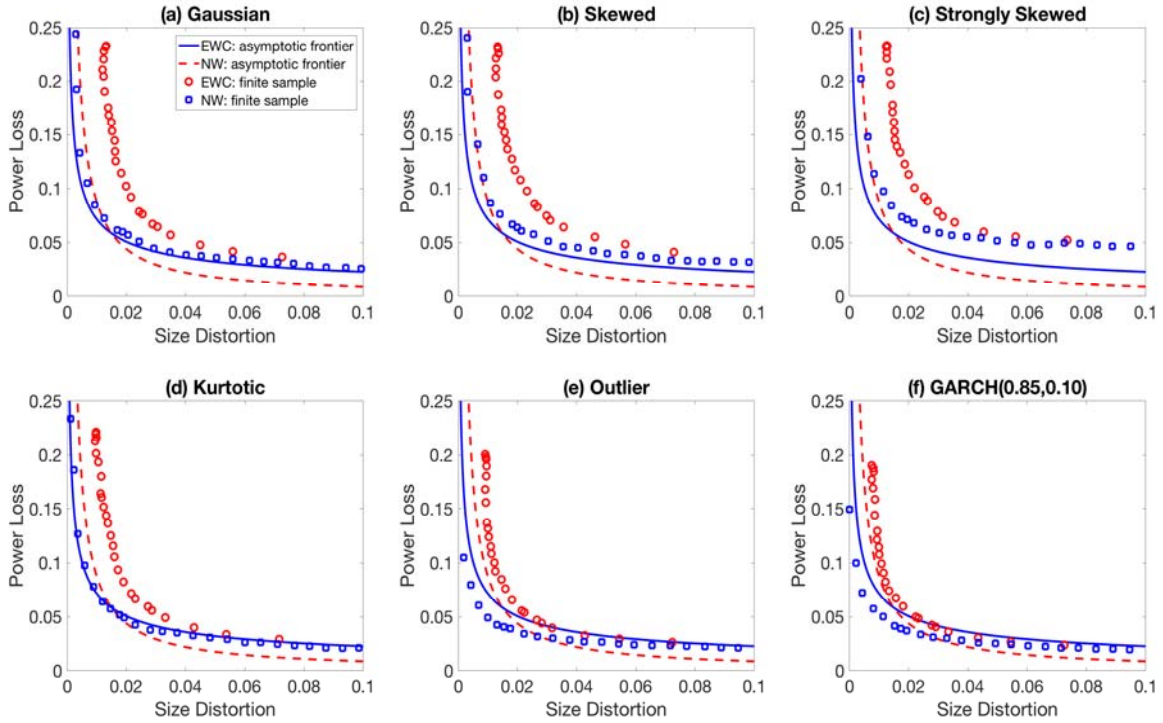 (a) Gaussian
0.25
0.2
0.15
0.1
0.05
0
Power Loss
0 0.02 0.04 0.06 0.08 0.1
Size Distortion
EWC: asymptotic frontier
NW: asymptotic frontier
EWC: finite sample
NW: finite sample
(b) Skewed
0.25
0.2
0.15
0.1
0.05
0
Power Loss
0 0.02 0.04 0.06 0.08 0.1
Size Distortion
(c) Strongly Skewed
0.25
0.2
0.15
0.1
0.05
0
Power Loss
0 0.02 0.04 0.06 0.08 0.1
Size Distortion
(d) Kurtotic
0.25
0.2
0.15
0.1
0.05
0
Power Loss
0 0.02 0.04 0.06 0.08 0.1
Size Distortion
(e) Outlier
0.25
0.2
0.15
0.1
0.05
0
Power Loss
0 0.02 0.04 0.06 0.08 0.1
Size Distortion
(f) GARCH(0.85,0.10)
0.25
0.2
0.15
0.1
0.05
0
Power Loss
0 0.02 0.04 0.06 0.08 0.1
Size Distortion